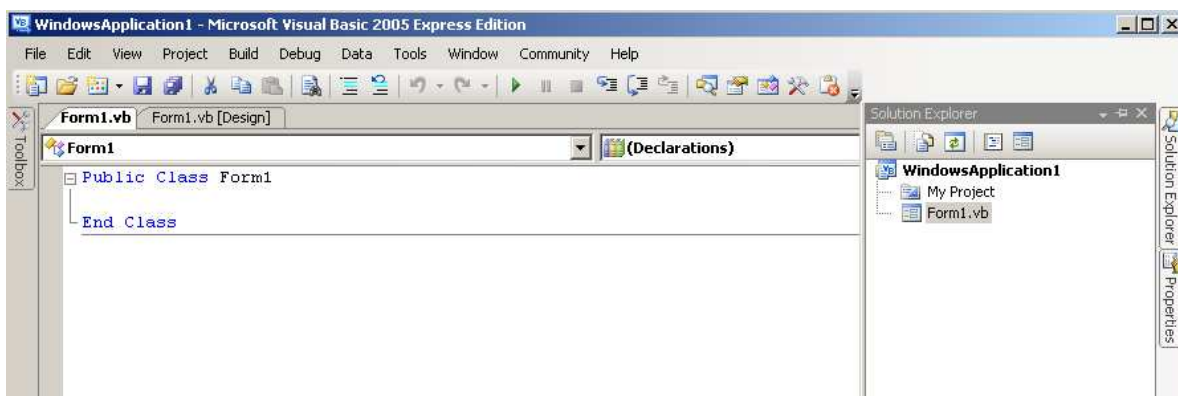 WindowsApplication1 - Microsoft Visual Basic 2005 Express Edition
File Edit View Project Build Debug Data Tools Window Community Help
Toolbox
Form1.vb Form1.vb [Design]
Form1 (Declarations)
Public Class Form1
End Class
Solution Explorer
WindowsApplication1
My Project
Form1.vb
Solution Explorer
Properties